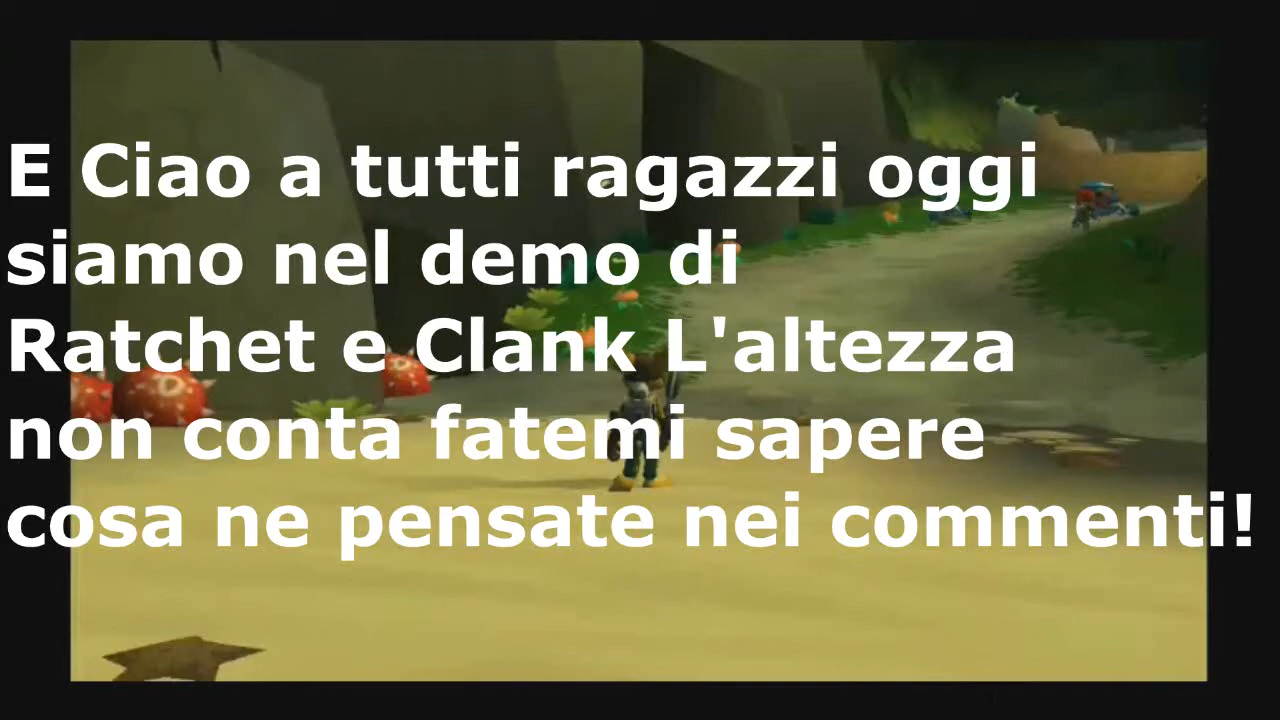 E Ciao a tutti ragazzi oggi
siamo nel demo di
Ratchet e Clank L'altezza
non conta fatemi sapere
cosa ne pensate nei commenti!